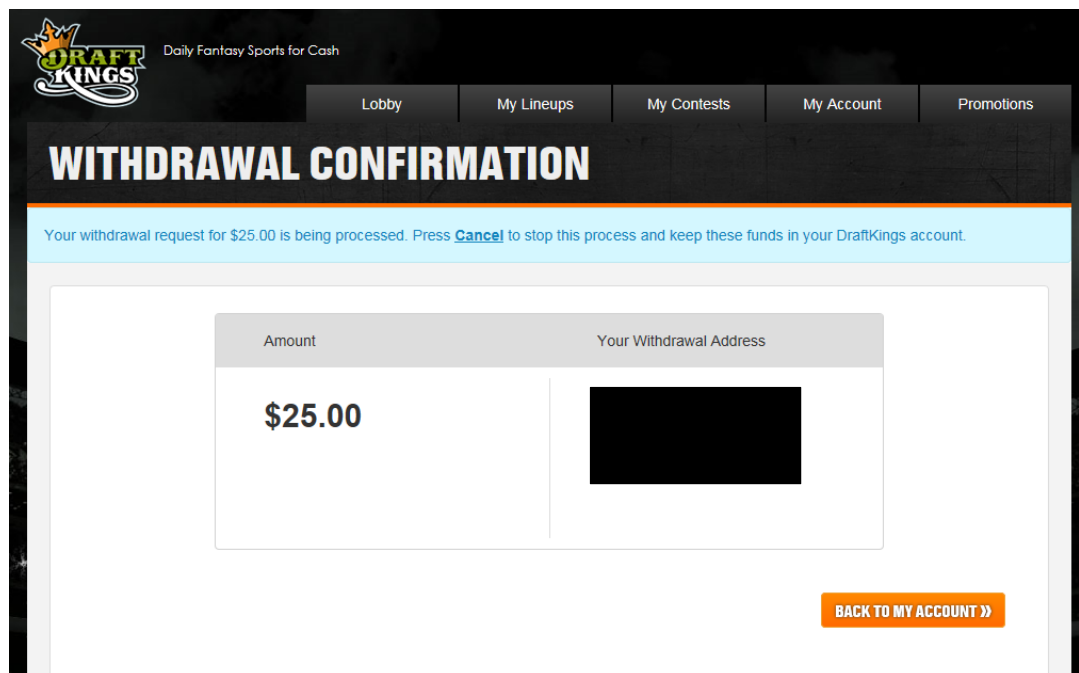 DRAFT
KINGS
Daily Fantasy Sports for Cash
Lobby
My Lineups
My Contests
My Account
Promotions
WITHDRAWAL CONFIRMATION
Your withdrawal request for $25.00 is being processed. Press Cancel to stop this process and keep these funds in your DraftKings account.
Amount
Your Withdrawal Address
$25.00
BACK TO MY ACCOUNT »